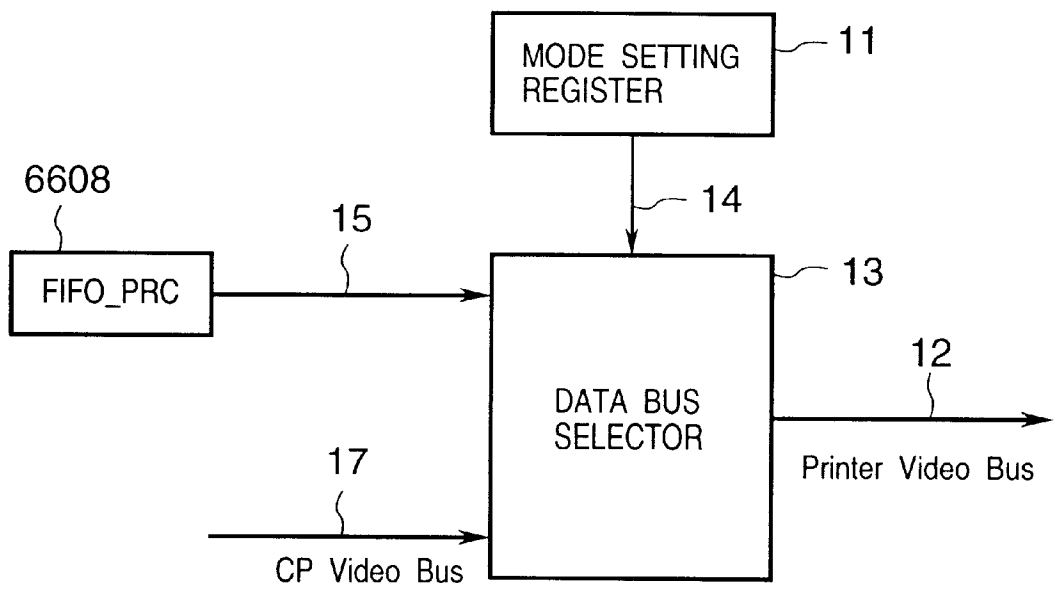 MODE SETTING
REGISTER
11
6608
15
14
FIFO_PRC
13
12
DATA BUS
SELECTOR
17
Printer Video Bus
CP Video Bus